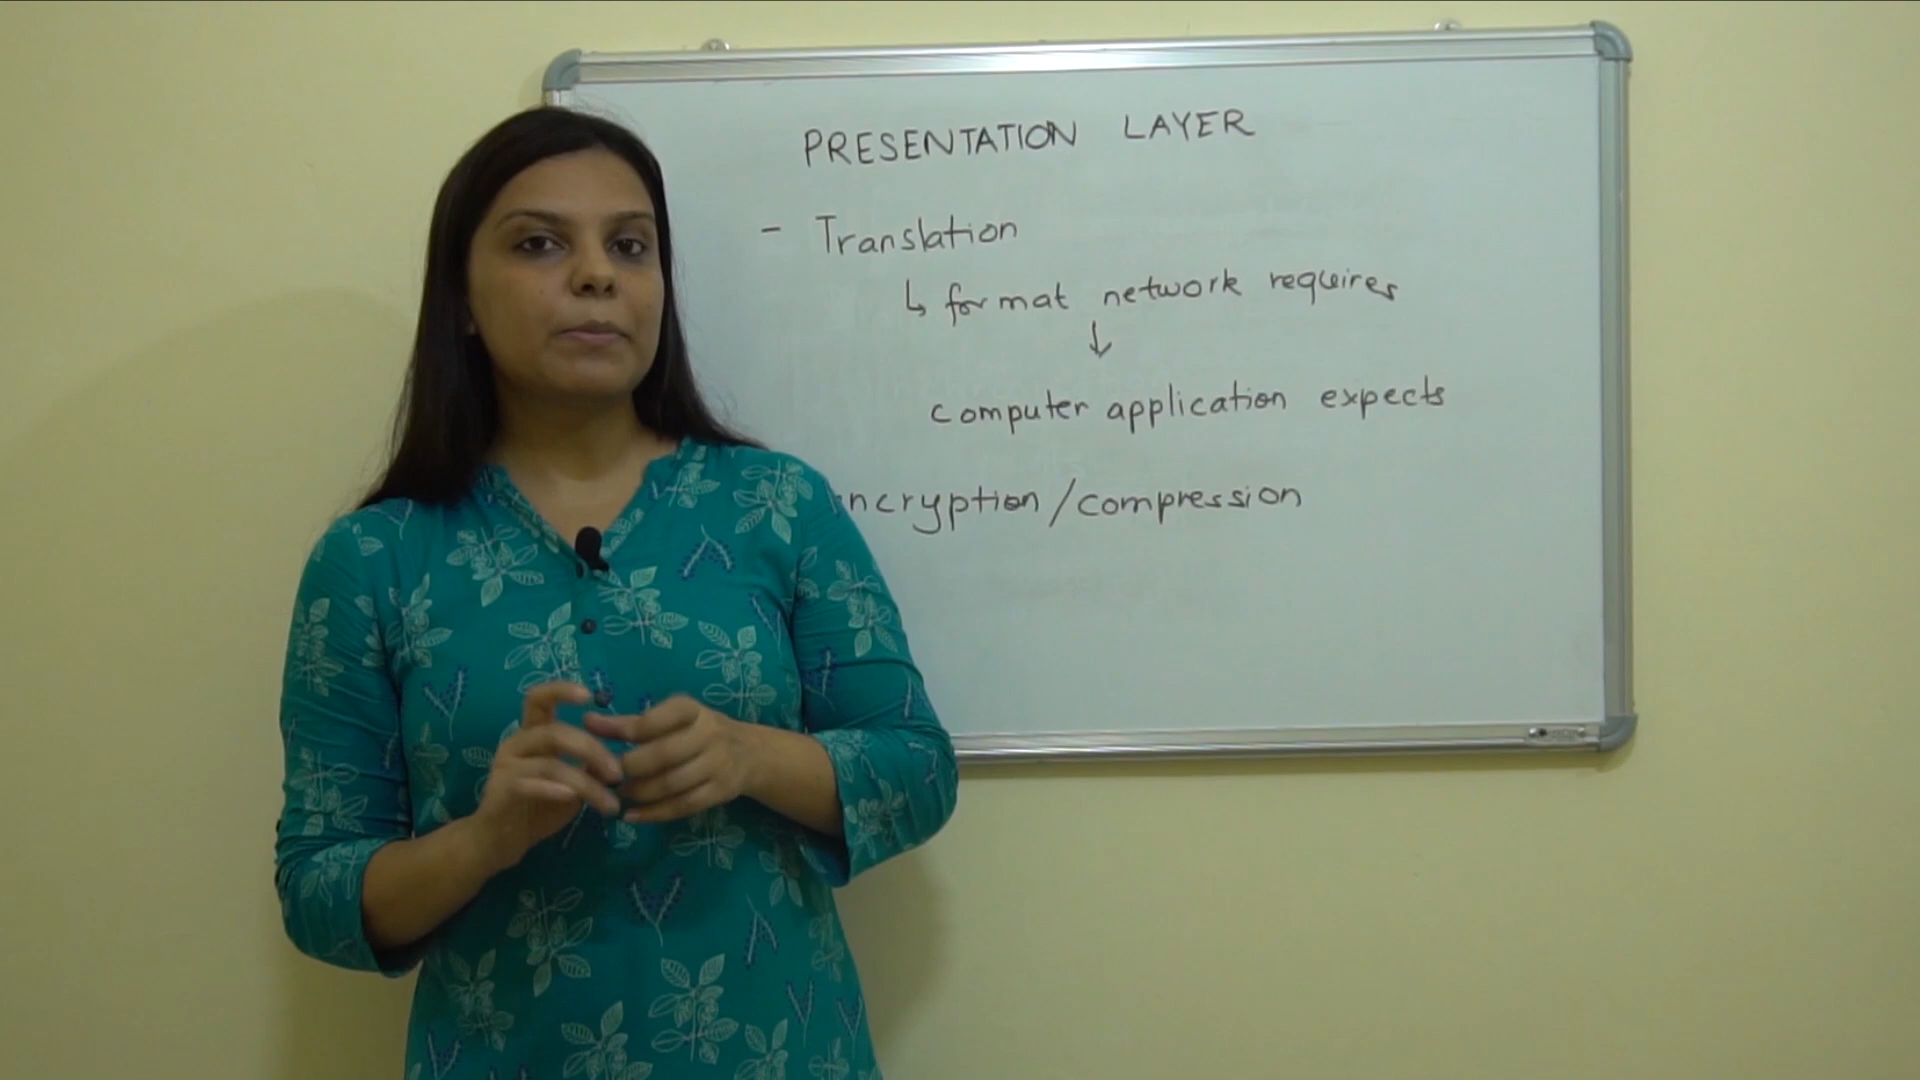 PRESENTATION LAYER
- Translation
↳ format network requires
↓
computer application expects
ncryption/compression